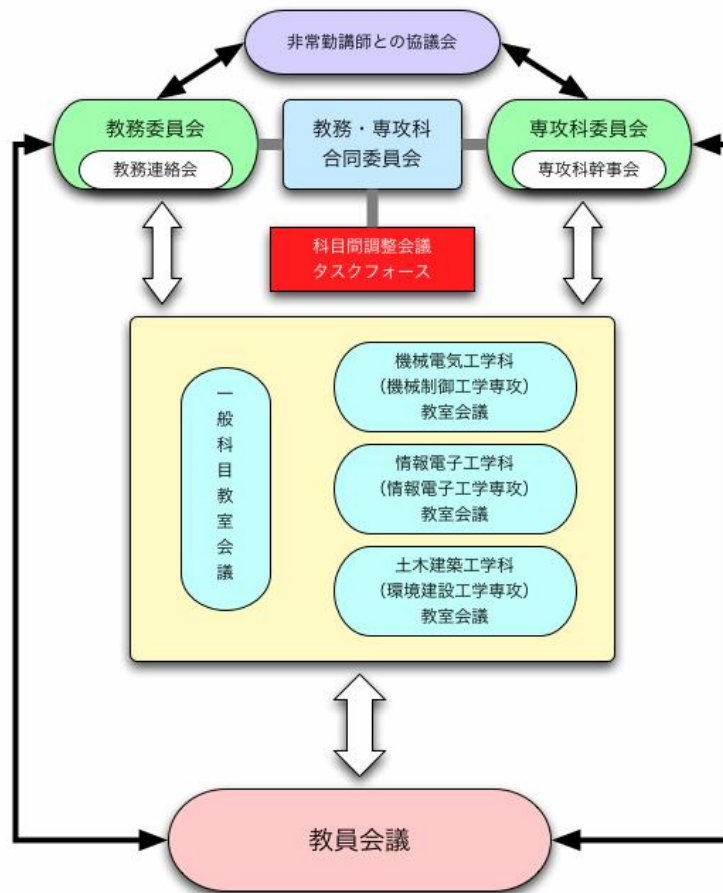 非常勤講師との協議会
教務委員会
教務連絡会
教務・専攻科
合同委員会
専攻科委員会
専攻科幹事会
科目間調整会議
タスクフォース
一般科目教室会議
機械電気工学科
（機械制御工学専攻）
教室会議
情報電子工学科
（情報電子工学専攻）
教室会議
土木建築工学科
（環境建設工学専攻）
教室会議
教員会議